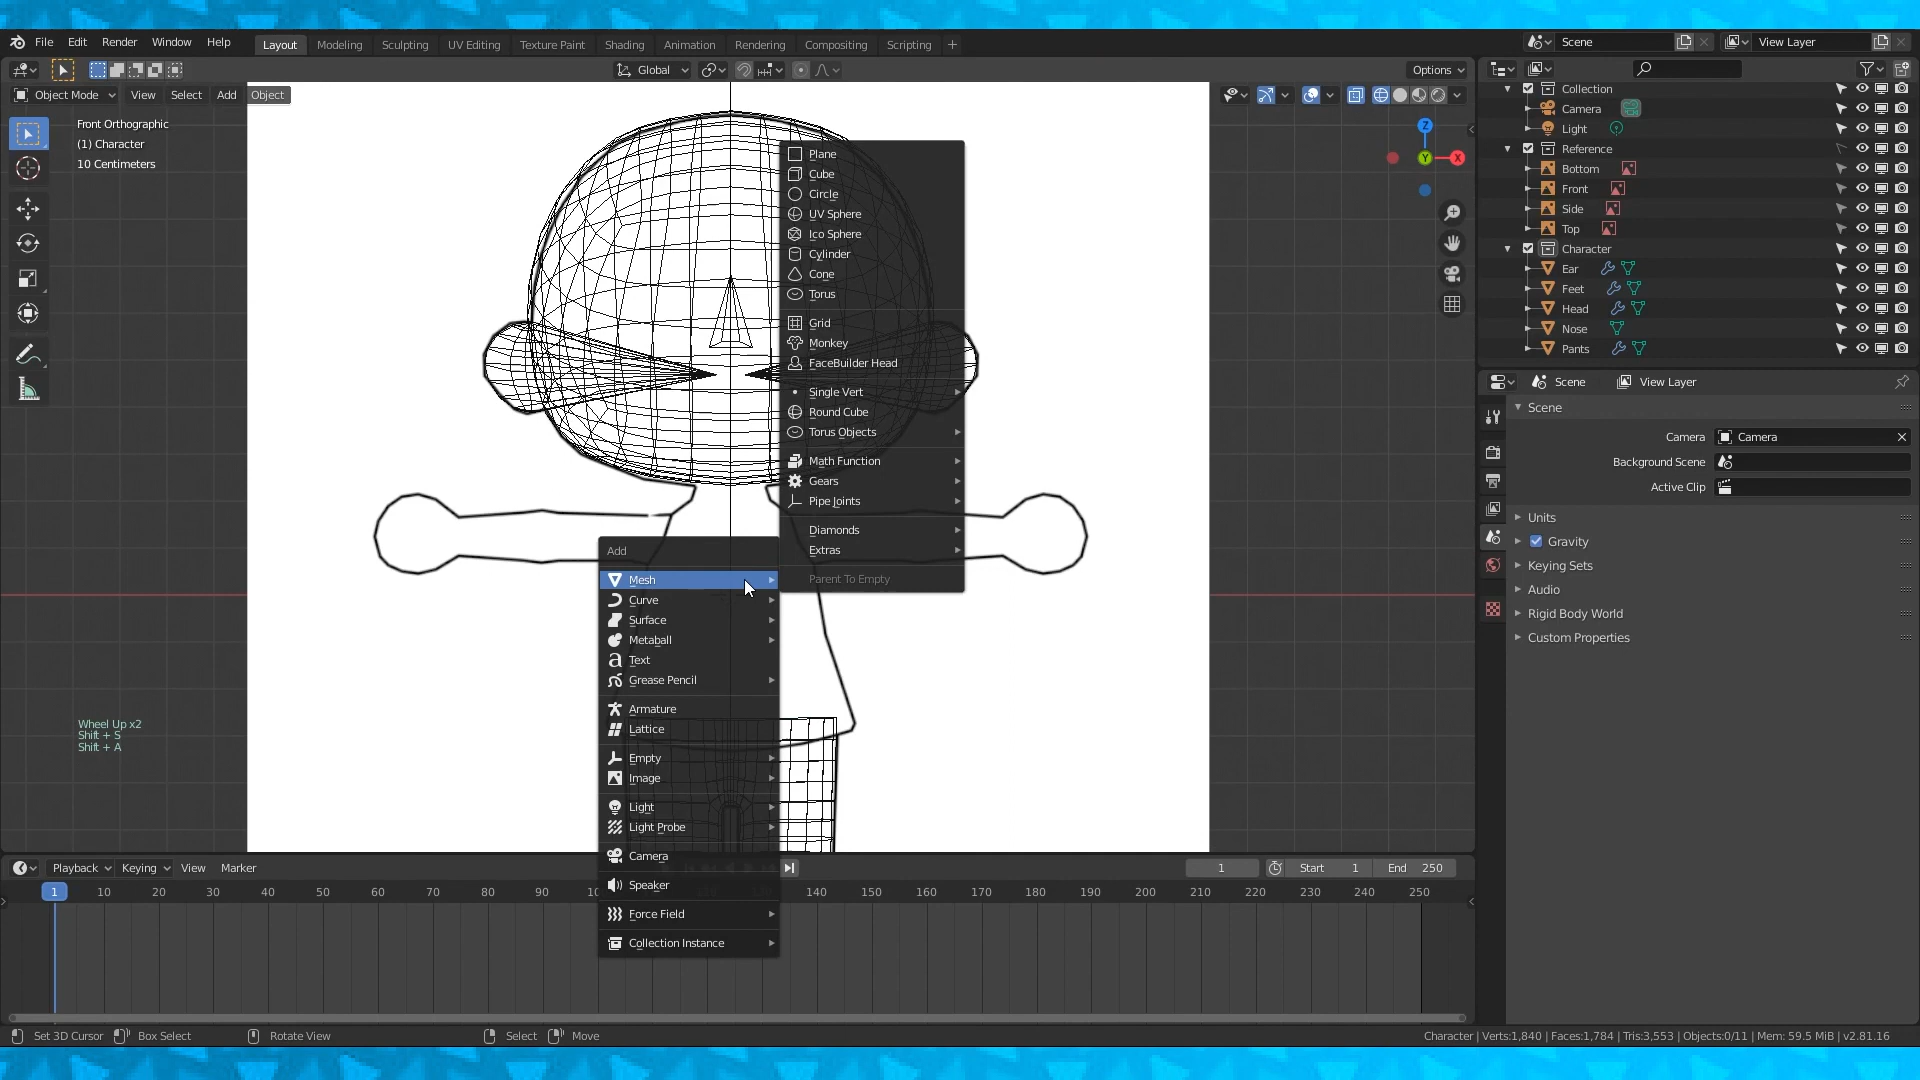 File Edit Render Window Help
Layout Modeling Sculpting UV Editing Texture Paint Shading Animation Rendering Compositing Scripting +
Scene View Layer
Global Options
Object Mode View Select Add Object
Front Orthographic
(1) Character
10 Centimeters
Wheel Up x2
Shift + S
Shift + A
Z
Y
X
Plane
Cube
Circle
UV Sphere
Ico Sphere
Cylinder
Cone
Torus
Grid
Monkey
FaceBuilder Head
Single Vert
Round Cube
Torus Objects
Math Function
Gears
Pipe Joints
Diamonds
Extras
Parent To Empty
Add
Mesh
Curve
Surface
Metaball
Text
Grease Pencil
Armature
Lattice
Empty
Image
Light
Light Probe
Camera
Speaker
Force Field
Collection Instance
Collection
Camera
Light
Reference
Bottom
Front
Side
Top
Character
Ear
Feet
Head
Nose
Pants
Scene View Layer
Scene
Camera Camera
Background Scene
Active Clip
Units
Gravity
Keying Sets
Audio
Rigid Body World
Custom Properties
Playback Keying View Marker
1 Start 1 End 250
1 10 20 30 40 50 60 70 80 90 140 150 160 170 180 190 200 210 220 230 240 250
Set 3D Cursor Box Select Rotate View Select Move
Character | Verts:1,840 | Faces:1,784 | Tris:3,553 | Objects:0/11 | Mem: 59.5 MiB | v2.81.16